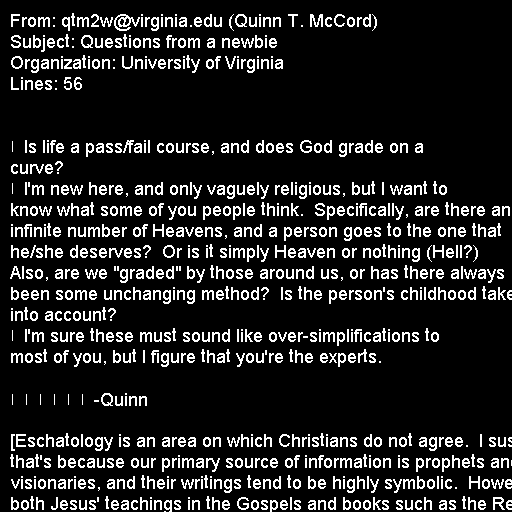 From: qtm2w@virginia.edu (Quinn T. McCord)
Subject: Questions from a newbie
Organization: University of Virginia
Lines: 56
Is life a pass/fail course, and does God grade on a
curve?
I'm new here, and only vaguely religious, but I want to
know what some of you people think.  Specifically, are there an
infinite number of Heavens, and a person goes to the one that
he/she deserves?  Or is it simply Heaven or nothing (Hell?)
Also, are we "graded" by those around us, or has there always
been some unchanging method?  Is the person's childhood take
into account?
I'm sure these must sound like over-simplifications to
most of you, but I figure that you're the experts.
-Quinn
[Eschatology is an area on which Christians do not agree.  I sus
that's because our primary source of information is prophets an
visionaries, and their writings tend to be highly symbolic.  Howe
both Jesus' teachings in the Gospels and books such as the Re